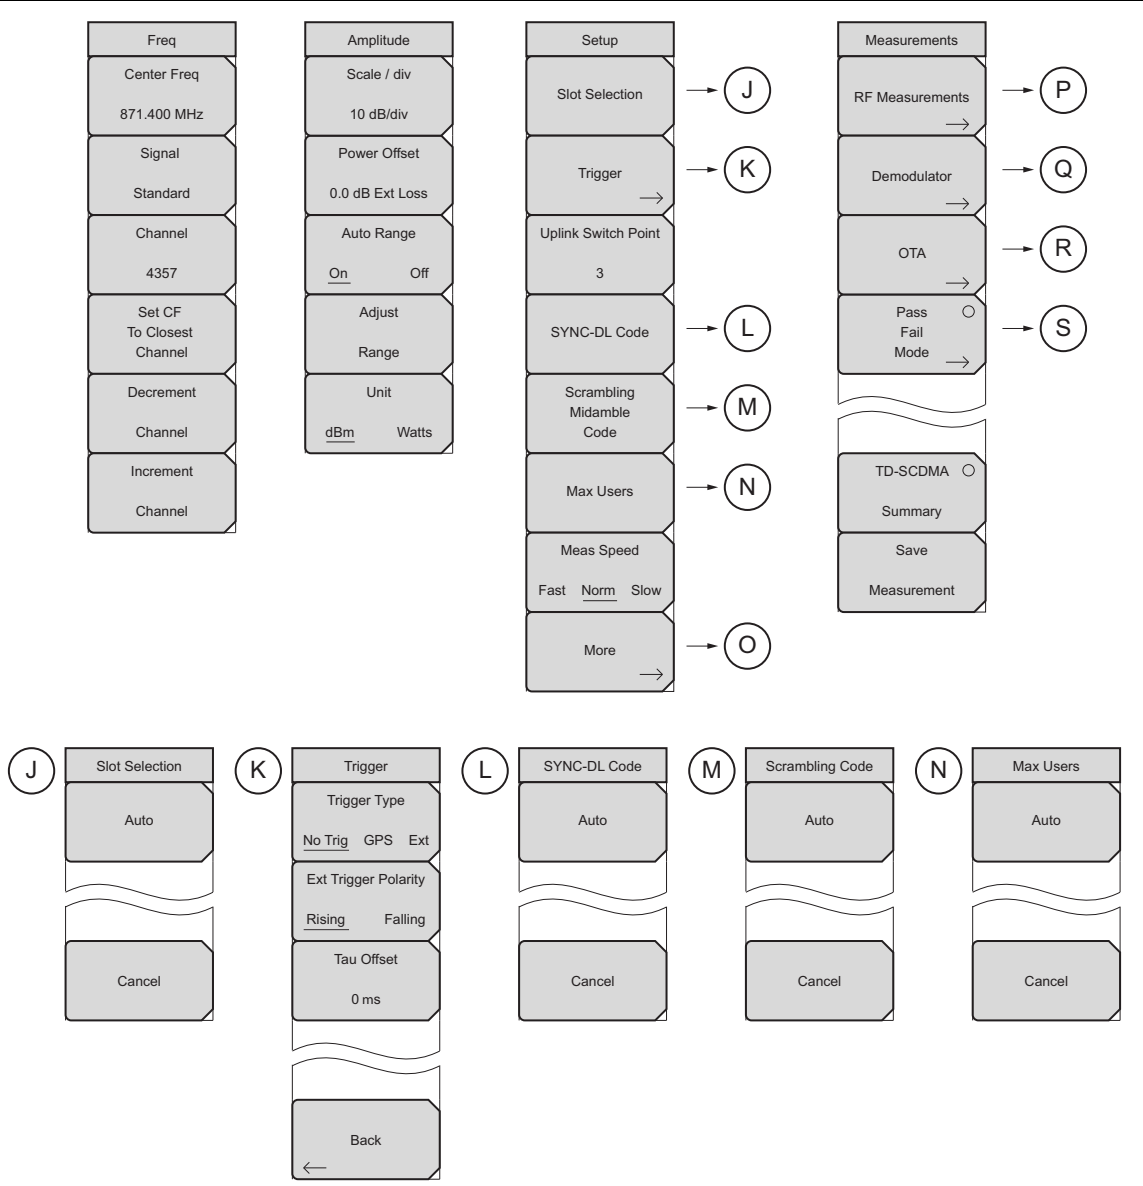 Freq
Center Freq
871.400 MHz
Signal
Standard
Channel
4357
Set CF
To Closest
Channel
Decrement
Channel
Increment
Channel
Amplitude
Scale / div
10 dB/div
Power Offset
0.0 dB Ext Loss
Auto Range
On Off
Adjust
Range
Unit
dBm Watts
Setup
Slot Selection
J
Trigger
K
Uplink Switch Point
3
SYNC-DL Code
L
Scrambling
Midamble
Code
M
Max Users
N
Meas Speed
Fast Norm Slow
More
O
Measurements
RF Measurements
P
Demodulator
Q
OTA
R
Pass
Fail
Mode
S
TD-SCDMA
Summary
Save
Measurement
J
Slot Selection
Auto
Cancel
K
Trigger
Trigger Type
No Trig GPS Ext
Ext Trigger Polarity
Rising Falling
Tau Offset
0 ms
Back
L
SYNC-DL Code
Auto
Cancel
M
Scrambling Code
Auto
Cancel
N
Max Users
Auto
Cancel